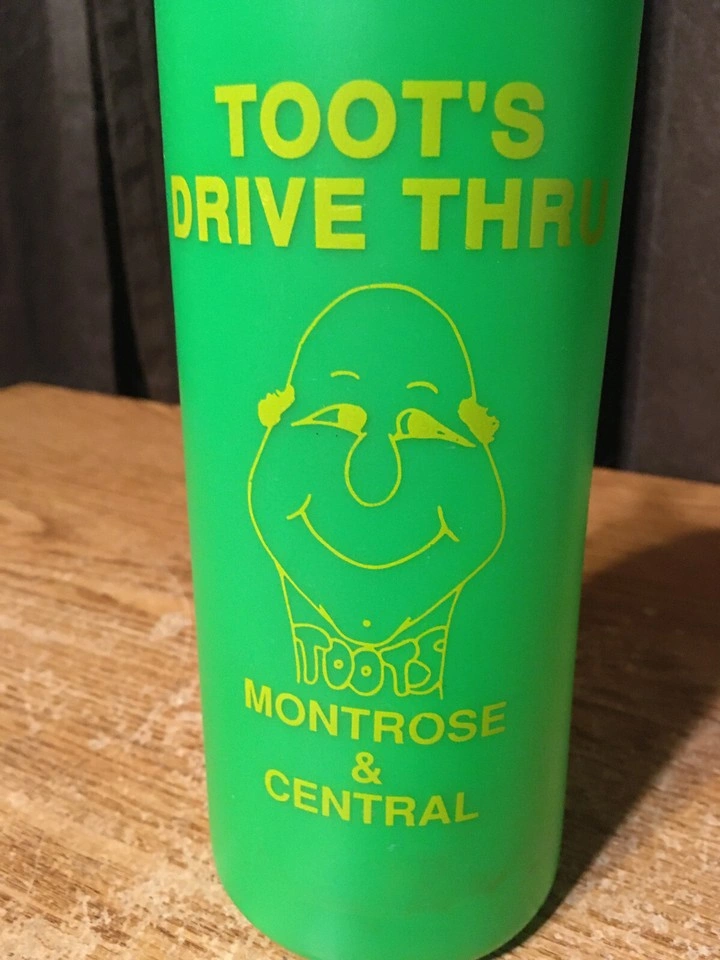 TOOT'S
DRIVE THRU
TOOTS
MONTROSE
&
CENTRAL